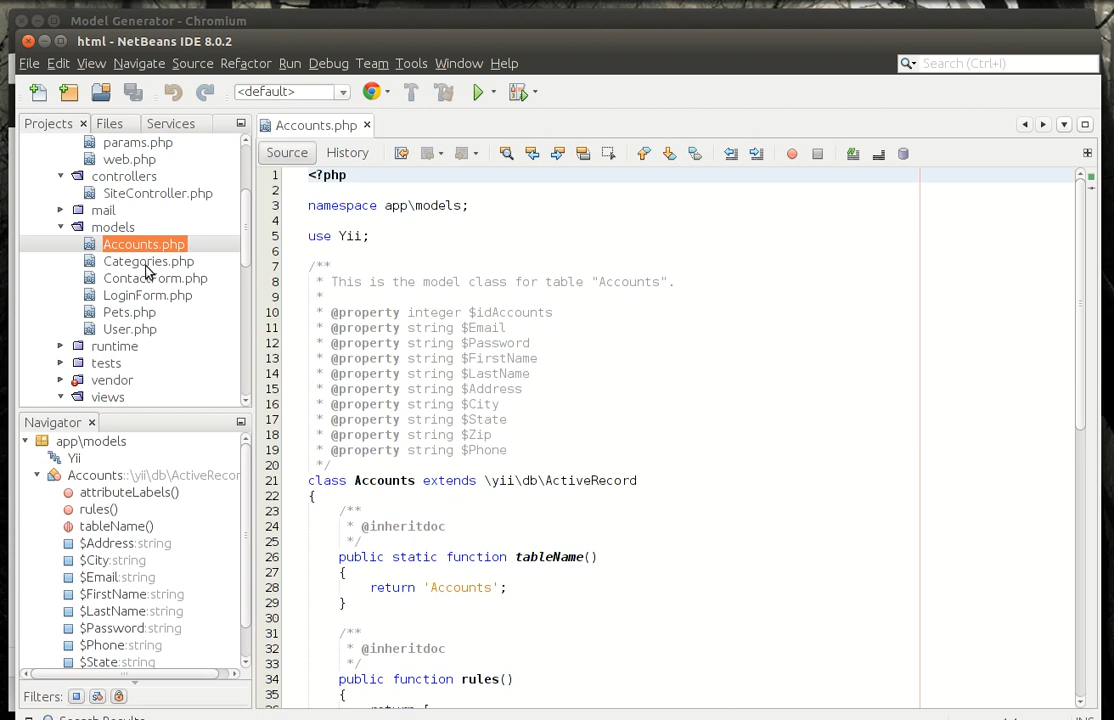 Model Generator - Chromium
html - NetBeans IDE 8.0.2
File Edit View Navigate Source Refactor Run Debug Team Tools Window Help
Search (Ctrl+I)
<default>
Projects Files Services
params.php
web.php
controllers
SiteController.php
mail
models
Accounts.php
Categories.php
ContactForm.php
LoginForm.php
Pets.php
User.php
runtime
tests
vendor
views
Navigator
app\models
Yii
Accounts::\yii\db\ActiveRecor
attributeLabels()
rules()
tableName()
$Address:string
$City:string
$Email:string
$FirstName:string
$LastName:string
$Password:string
$Phone:string
$State:string
Filters:
Accounts.php
Source History
1 <?php
2
3 namespace app\models;
4
5 use Yii;
6
7 /**
8 * This is the model class for table "Accounts".
9 *
10 * @property integer $idAccounts
11 * @property string $Email
12 * @property string $Password
13 * @property string $FirstName
14 * @property string $LastName
15 * @property string $Address
16 * @property string $City
17 * @property string $State
18 * @property string $Zip
19 * @property string $Phone
20 */
21 class Accounts extends \yii\db\ActiveRecord
22 {
23 /**
24 * @inheritdoc
25 */
26 public static function tableName()
27 {
28 return 'Accounts';
29 }
30
31 /**
32 * @inheritdoc
33 */
34 public function rules()
35 {